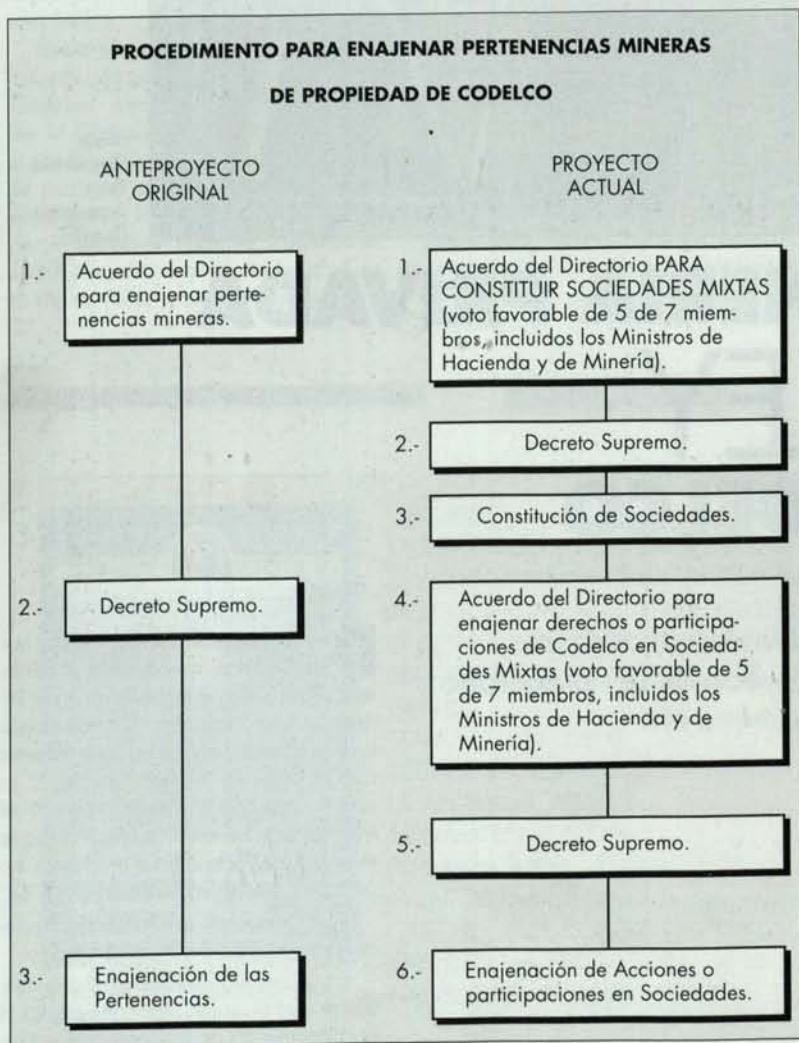 PROCEDIMIENTO PARA ENAJENAR PERTENENCIAS MINERAS
DE PROPIEDAD DE CODELCO
ANTEPROYECTO
ORIGINAL
1.- Acuerdo del Directorio
para enajenar perte-
nencias mineras.
2.- Decreto Supremo.
3.- Enajenación de las
Pertenencias.
PROYECTO
ACTUAL
1.- Acuerdo del Directorio PARA
CONSTITUIR SOCIEDADES MIXTAS
(voto favorable de 5 de 7 miem-
bros, incluidos los Ministros de
Hacienda y de Minería).
2.- Decreto Supremo.
3.- Constitución de Sociedades.
4.- Acuerdo del Directorio para
enajenar derechos o participa-
ciones de Codelco en Socieda-
des Mixtas (voto favorable de 5
de 7 miembros, incluidos los
Ministros de Hacienda y de
Minería).
5.- Decreto Supremo.
6.- Enajenación de Acciones o
participaciones en Sociedades.